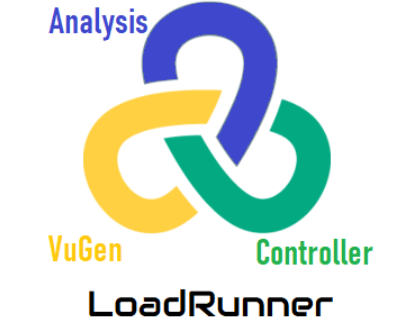 Analysis
VuGen
Controller
LoadRunner